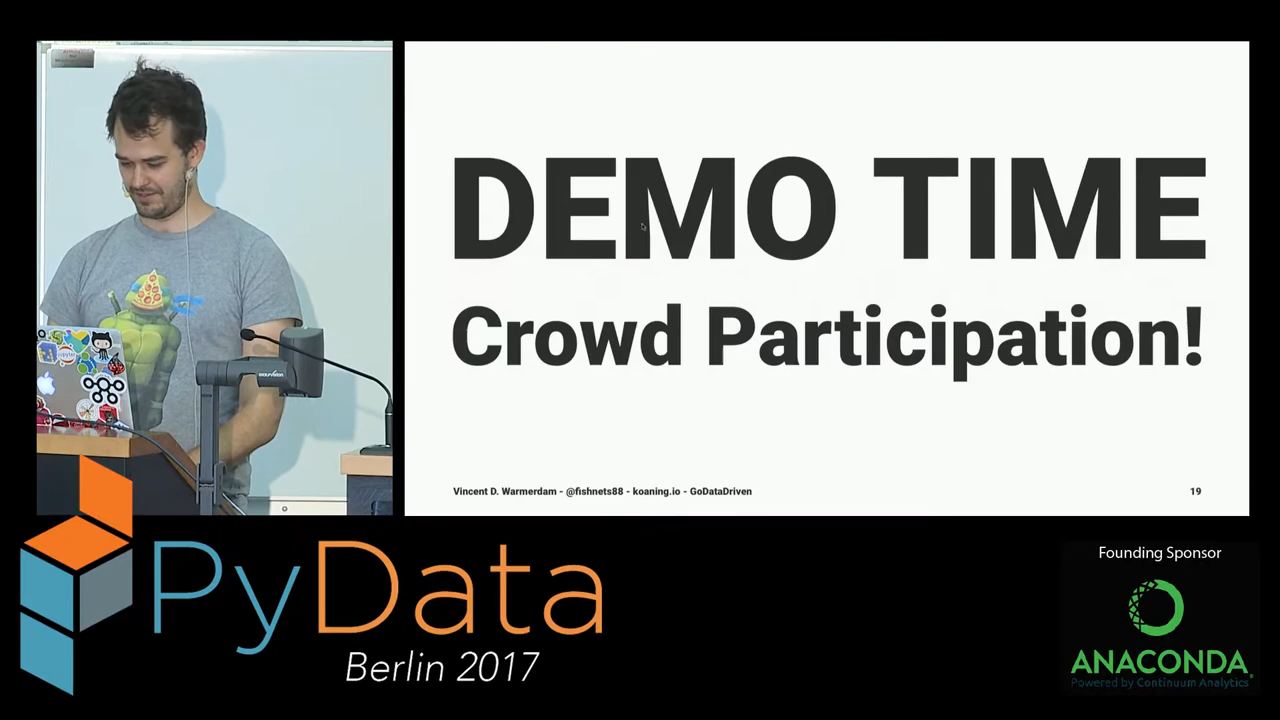 DEMO TIME
Crowd Participation!
Vincent D. Warmerdam - @fishnets88 - koaning.io - GoDataDriven
19
PyData
Berlin 2017
Founding Sponsor
ANACONDA
Powered by Continuum Analytics